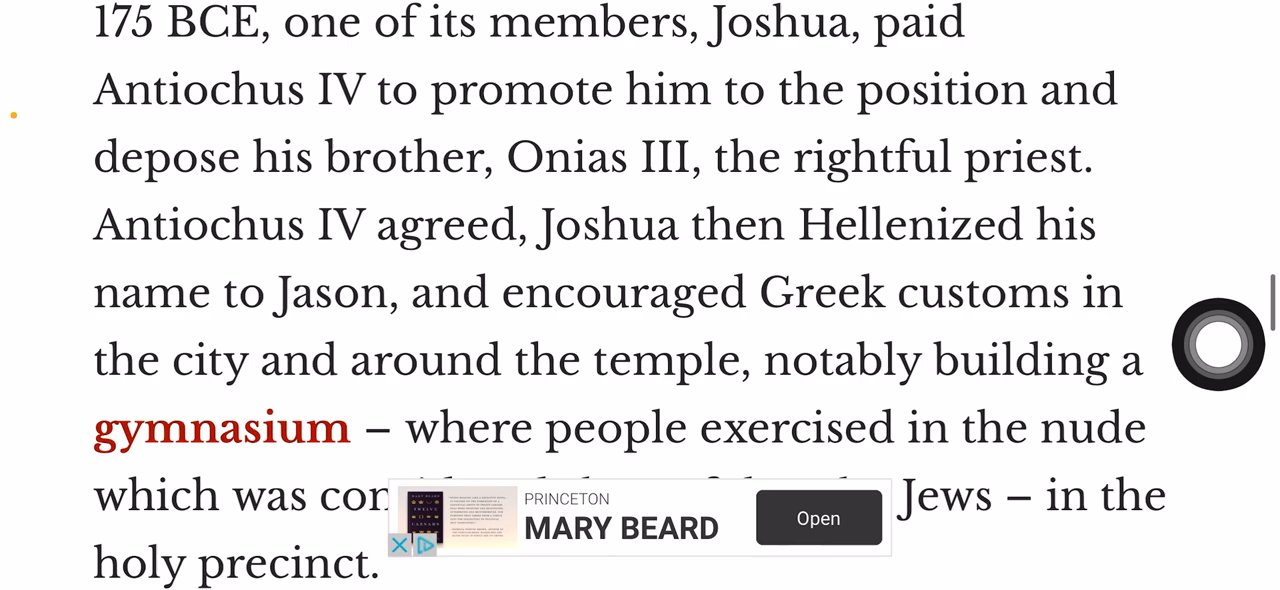 175 BCE, one of its members, Joshua, paid
Antiochus IV to promote him to the position and
depose his brother, Onias III, the rightful priest.
Antiochus IV agreed, Joshua then Hellenized his
name to Jason, and encouraged Greek customs in
the city and around the temple, notably building a
gymnasium – where people exercised in the nude
which was Jews – in the
holy precinct.
PRINCETON
MARY BEARD
Open